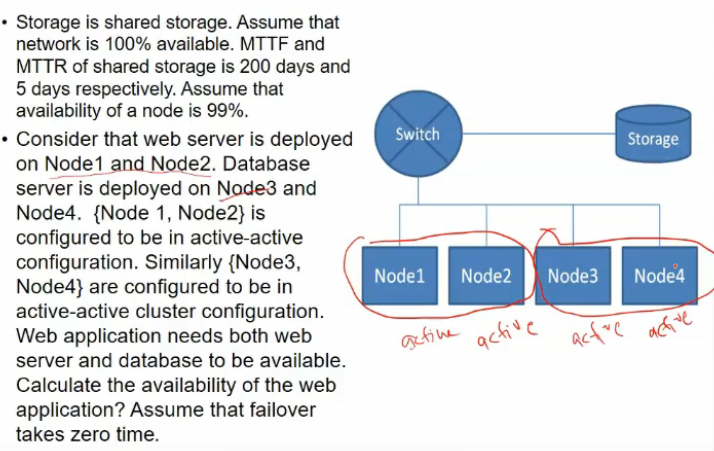 • Storage is shared storage. Assume that
network is 100% available. MTTF and
MTTR of shared storage is 200 days and
5 days respectively. Assume that
availability of a node is 99%.
• Consider that web server is deployed
on Node1 and Node2. Database
server is deployed on Node3 and
Node4. {Node 1, Node2} is
configured to be in active-active
configuration. Similarly {Node3,
Node4} are configured to be in
active-active cluster configuration.
Web application needs both web
server and database to be available.
Calculate the availability of the web
application? Assume that failover
takes zero time.
Switch
Storage
Node1
Node2
Node3
Node4
active
active
active
active